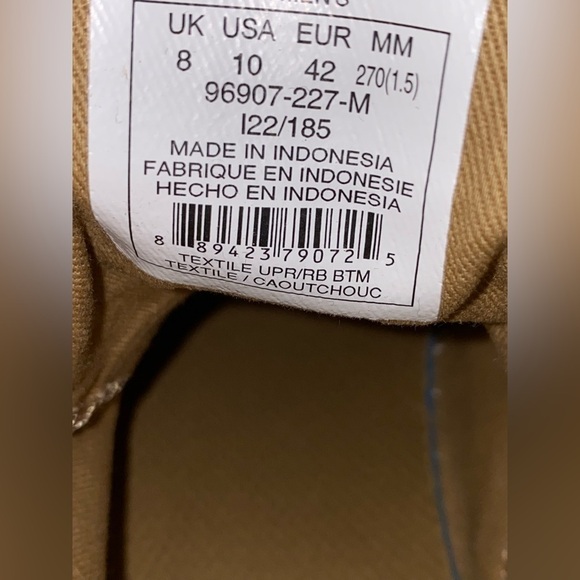 UK USA EUR MM
8 10 42 270(1.5)
96907-227-M
I22/185
MADE IN INDONESIA
FABRIQUE EN INDONESIE
HECHO EN INDONESIA
8 89423 79072 5
TEXTILE UPR/RB BTM
TEXTILE / CAOUTCHOUC